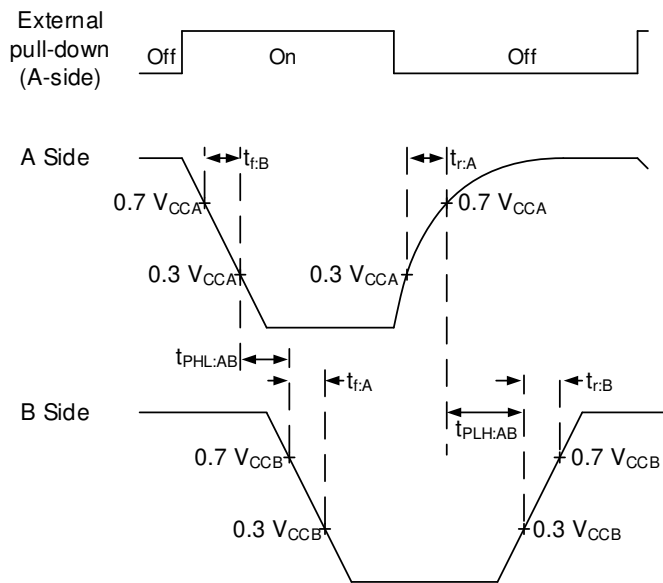 External
pull-down
(A-side)
Off
On
Off
A Side
t_f:B
t_r:A
0.7 V_CCA
0.7 V_CCA
0.3 V_CCA
0.3 V_CCA
t_PHL:AB
t_f:A
t_r:B
B Side
t_PLH:AB
0.7 V_CCB
0.7 V_CCB
0.3 V_CCB
0.3 V_CCB